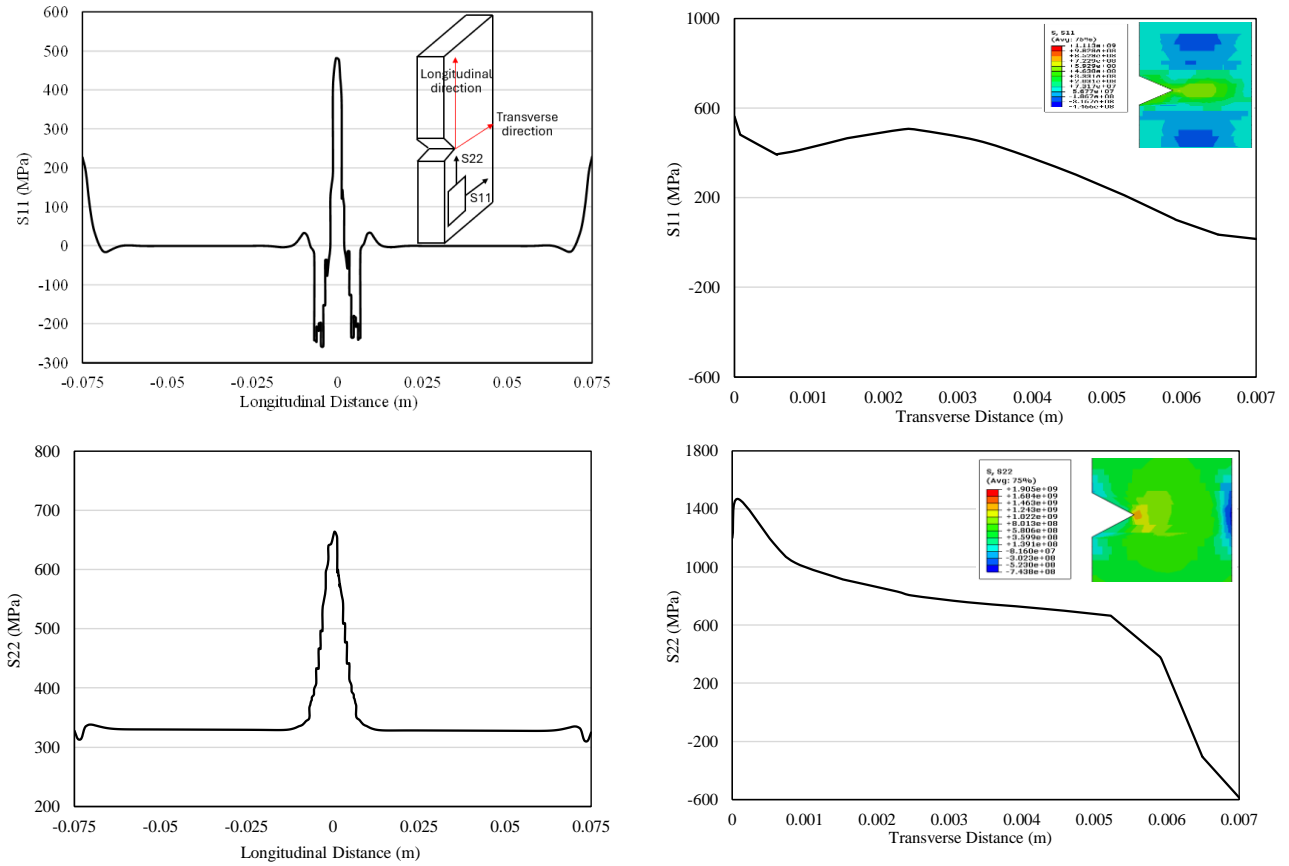 600
500
400
300
200
100
0
-100
-200
-300
S11 (MPa)
-0.075
-0.05
-0.025
0
0.025
0.05
0.075
Longitudinal Distance (m)
Longitudinal
direction
Transverse
direction
S22
S11
1000
600
200
-200
-600
S11 (MPa)
0
0.001
0.002
0.003
0.004
0.005
0.006
0.007
Transverse Distance (m)
S, S11
(Avg: 75%)
800
700
600
500
400
300
200
S22 (MPa)
-0.075
-0.05
-0.025
0
0.025
0.05
0.075
Longitudinal Distance (m)
1800
1400
1000
600
200
-200
-600
S22 (MPa)
0
0.001
0.002
0.003
0.004
0.005
0.006
0.007
Transverse Distance (m)
S, S22
(Avg: 75%)
+1.905e+09
+1.684e+09
+1.463e+09
+1.243e+09
+1.022e+09
+8.013e+08
+5.806e+08
+3.599e+08
+1.391e+08
-8.160e+07
-3.023e+08
-5.230e+08
-7.438e+08